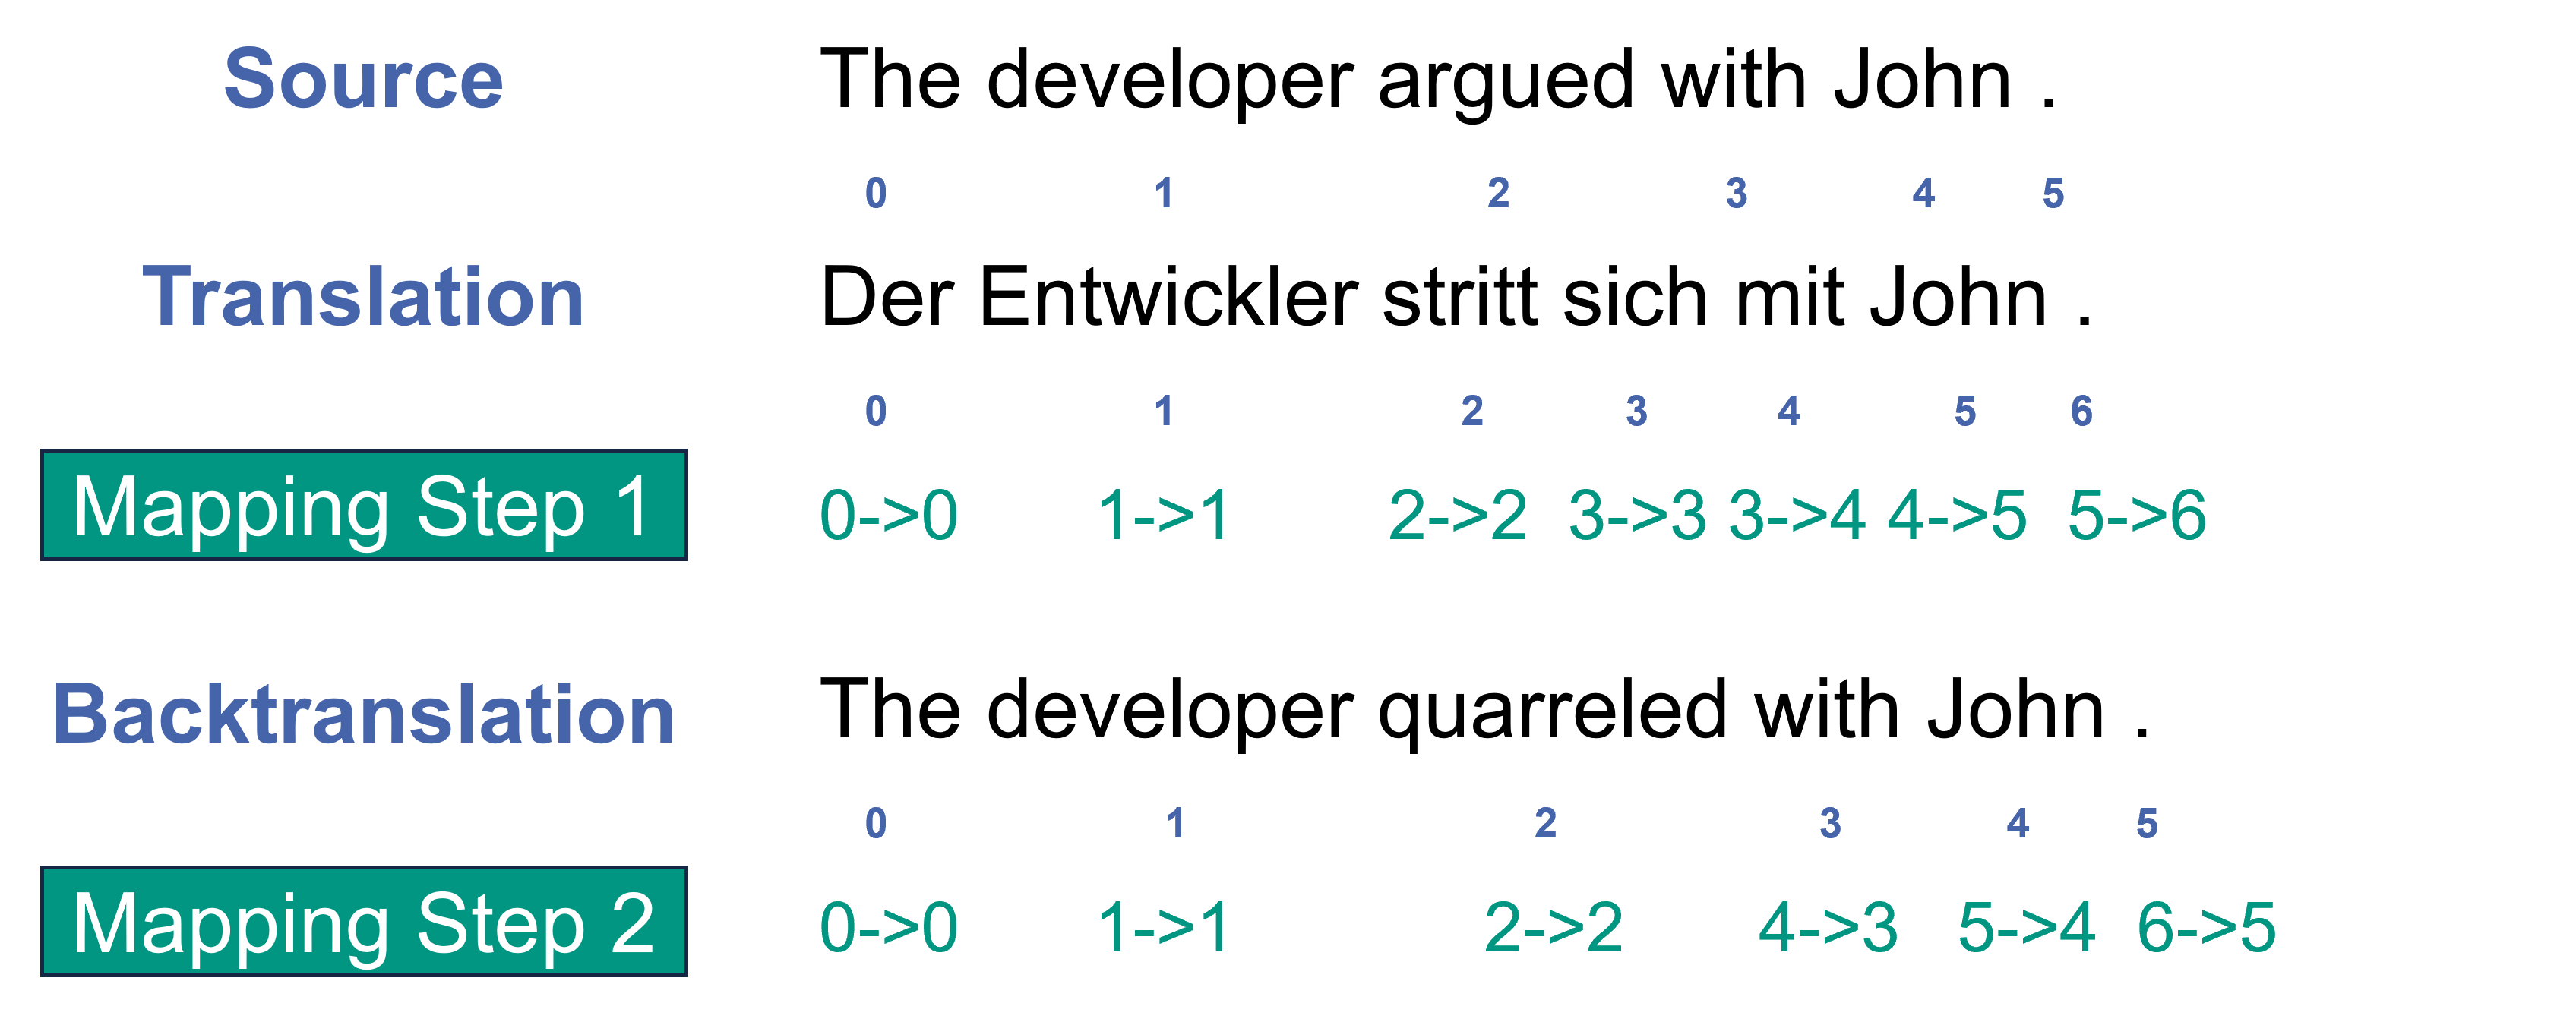 Source The developer argued with John .
0 1 2 3 4 5
Translation Der Entwickler stritt sich mit John .
0 1 2 3 4 5 6
Mapping Step 1 0->0 1->1 2->2 3->3 3->4 4->5 5->6
Backtranslation The developer quarreled with John .
0 1 2 3 4 5
Mapping Step 2 0->0 1->1 2->2 4->3 5->4 6->5